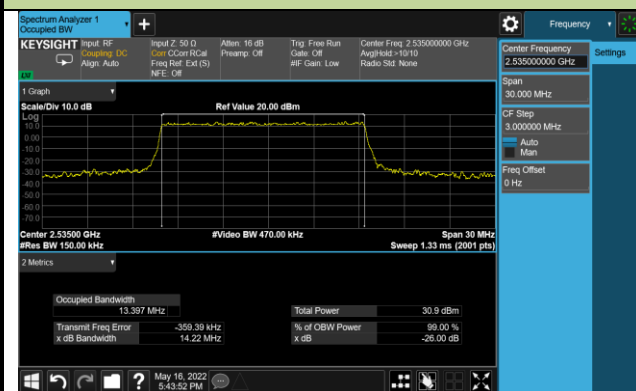 Spectrum Analyzer 1
Occupied BW
+
Frequency
KEYSIGHT
Input: RF
Coupling: DC
Align: Auto
Input Z: 50 Ω
Corr CCorr RCal
Freq Ref: Ext (S)
NFE: Off
Atten: 16 dB
Preamp: Off
Trig: Free Run
Gate: Off
#IF Gain: Low
Center Freq: 2.535000000 GHz
Avg|Hold:>10/10
Radio Std: None
Center Frequency
2.535000000 GHz
Settings
Span
30.000 MHz
CF Step
3.000000 MHz
Auto
Man
Freq Offset
0 Hz
1 Graph
Scale/Div 10.0 dB
Ref Value 20.00 dBm
Log
10.0
0.00
-10.0
-20.0
-30.0
-40.0
-50.0
-60.0
-70.0
Center 2.53500 GHz
#Video BW 470.00 kHz
Span 30 MHz
#Res BW 150.00 kHz
Sweep 1.33 ms (2001 pts)
2 Metrics
Occupied Bandwidth
13.397 MHz
Total Power
30.9 dBm
Transmit Freq Error
-359.39 kHz
% of OBW Power
99.00 %
x dB Bandwidth
14.22 MHz
x dB
-26.00 dB
?
May 16, 2022
5:43:52 PM